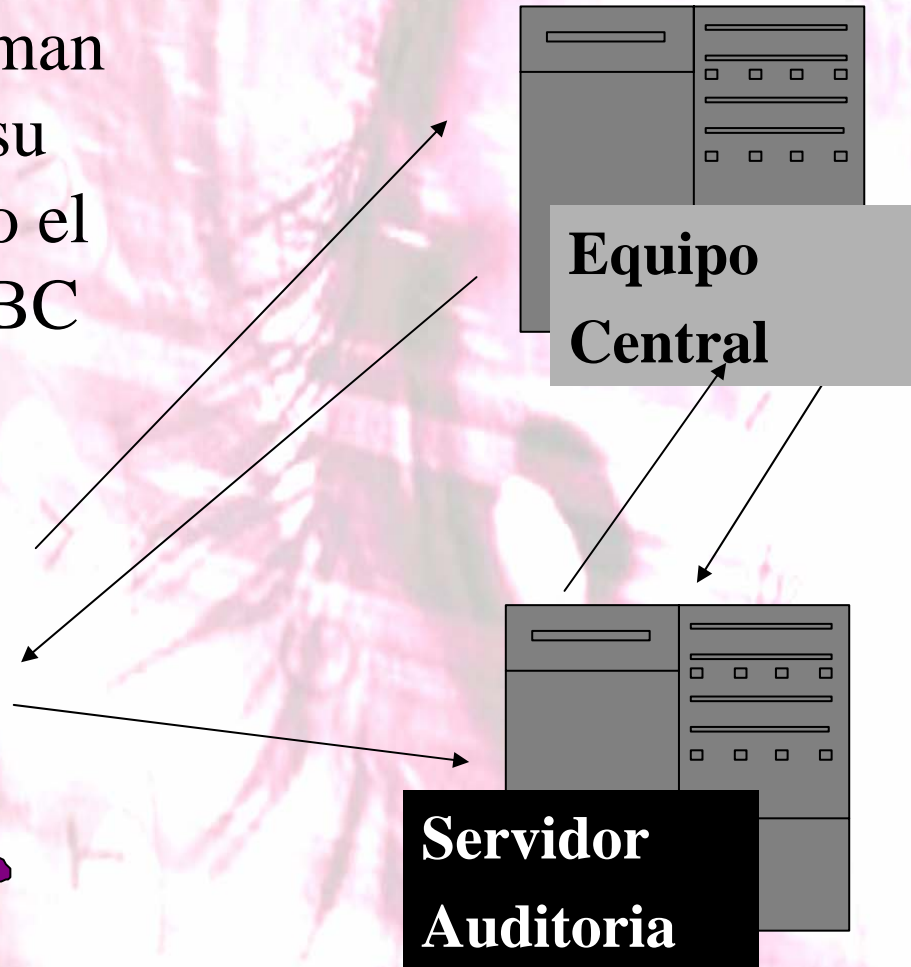 man
su
o el
BC
Equipo
Central
Servidor
Auditoria